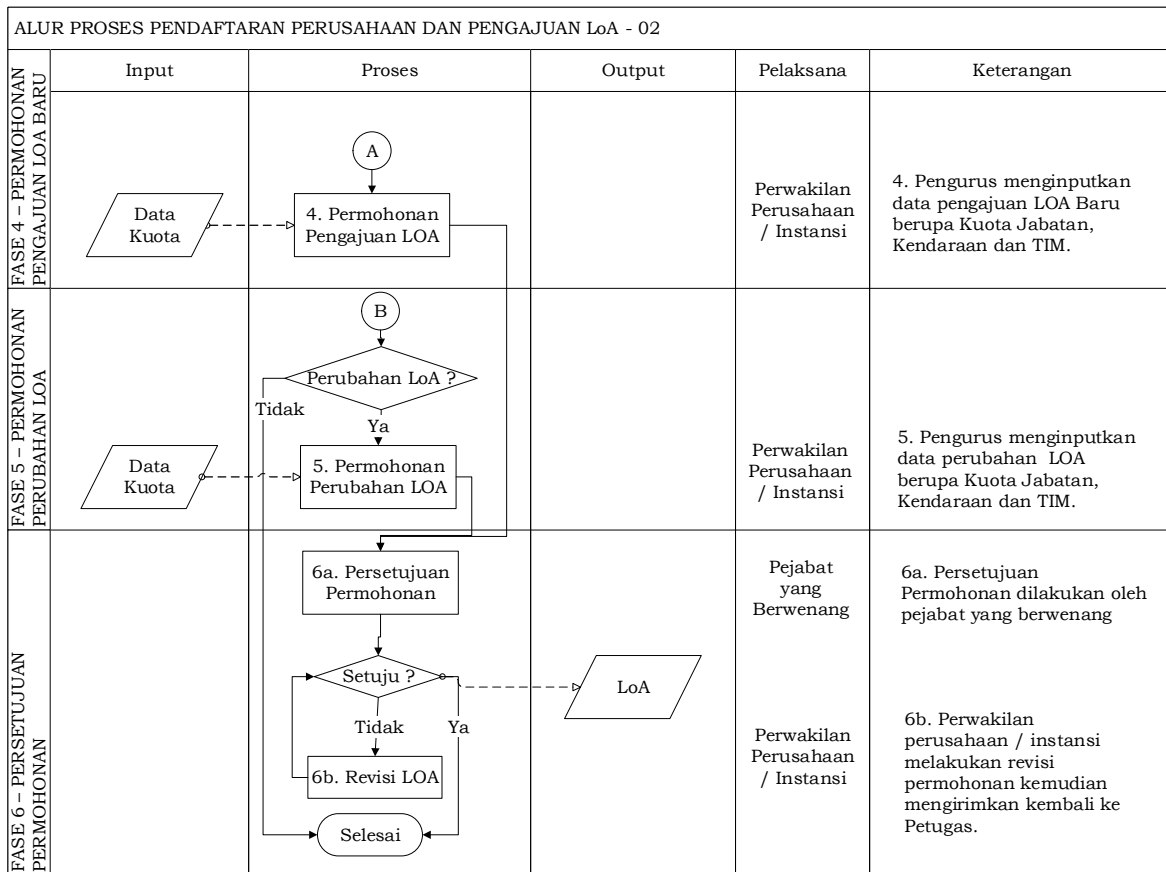 ALUR PROSES PENDAFTARAN PERUSAHAAN DAN PENGAJUAN LoA - 02
Input
Proses
Output
Pelaksana
Keterangan
FASE 4 – PERMOHONAN
PENGAJUAN LOA BARU
A
Data
Kuota
4. Permohonan
Pengajuan LOA
Perwakilan
Perusahaan
/ Instansi
4. Pengurus menginputkan
data pengajuan LOA Baru
berupa Kuota Jabatan,
Kendaraan dan TIM.
FASE 5 – PERMOHONAN
PERUBAHAN LOA
B
Perubahan LoA ?
Tidak
Ya
Data
Kuota
5. Permohonan
Perubahan LOA
Perwakilan
Perusahaan
/ Instansi
5. Pengurus menginputkan
data perubahan LOA
berupa Kuota Jabatan,
Kendaraan dan TIM.
FASE 6 – PERSETUJUAN
PERMOHONAN
6a. Persetujuan
Permohonan
Pejabat
yang
Berwenang
6a. Persetujuan
Permohonan dilakukan oleh
pejabat yang berwenang
Setuju ?
LoA
Tidak
Ya
6b. Revisi LOA
Perwakilan
Perusahaan
/ Instansi
6b. Perwakilan
perusahaan / instansi
melakukan revisi
permohonan kemudian
mengirimkan kembali ke
Petugas.
Selesai